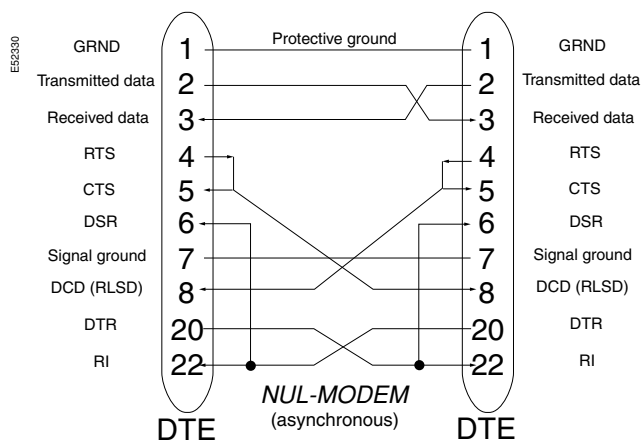 E52330
GRND 1 Protective ground 1 GRND
Transmitted data 2 2 Transmitted data
Received data 3 3 Received data
RTS 4 4 RTS
CTS 5 5 CTS
DSR 6 6 DSR
Signal ground 7 7 Signal ground
DCD (RLSD) 8 8 DCD (RLSD)
DTR 20 20 DTR
RI 22 22 RI
NUL-MODEM
(asynchronous)
DTE DTE